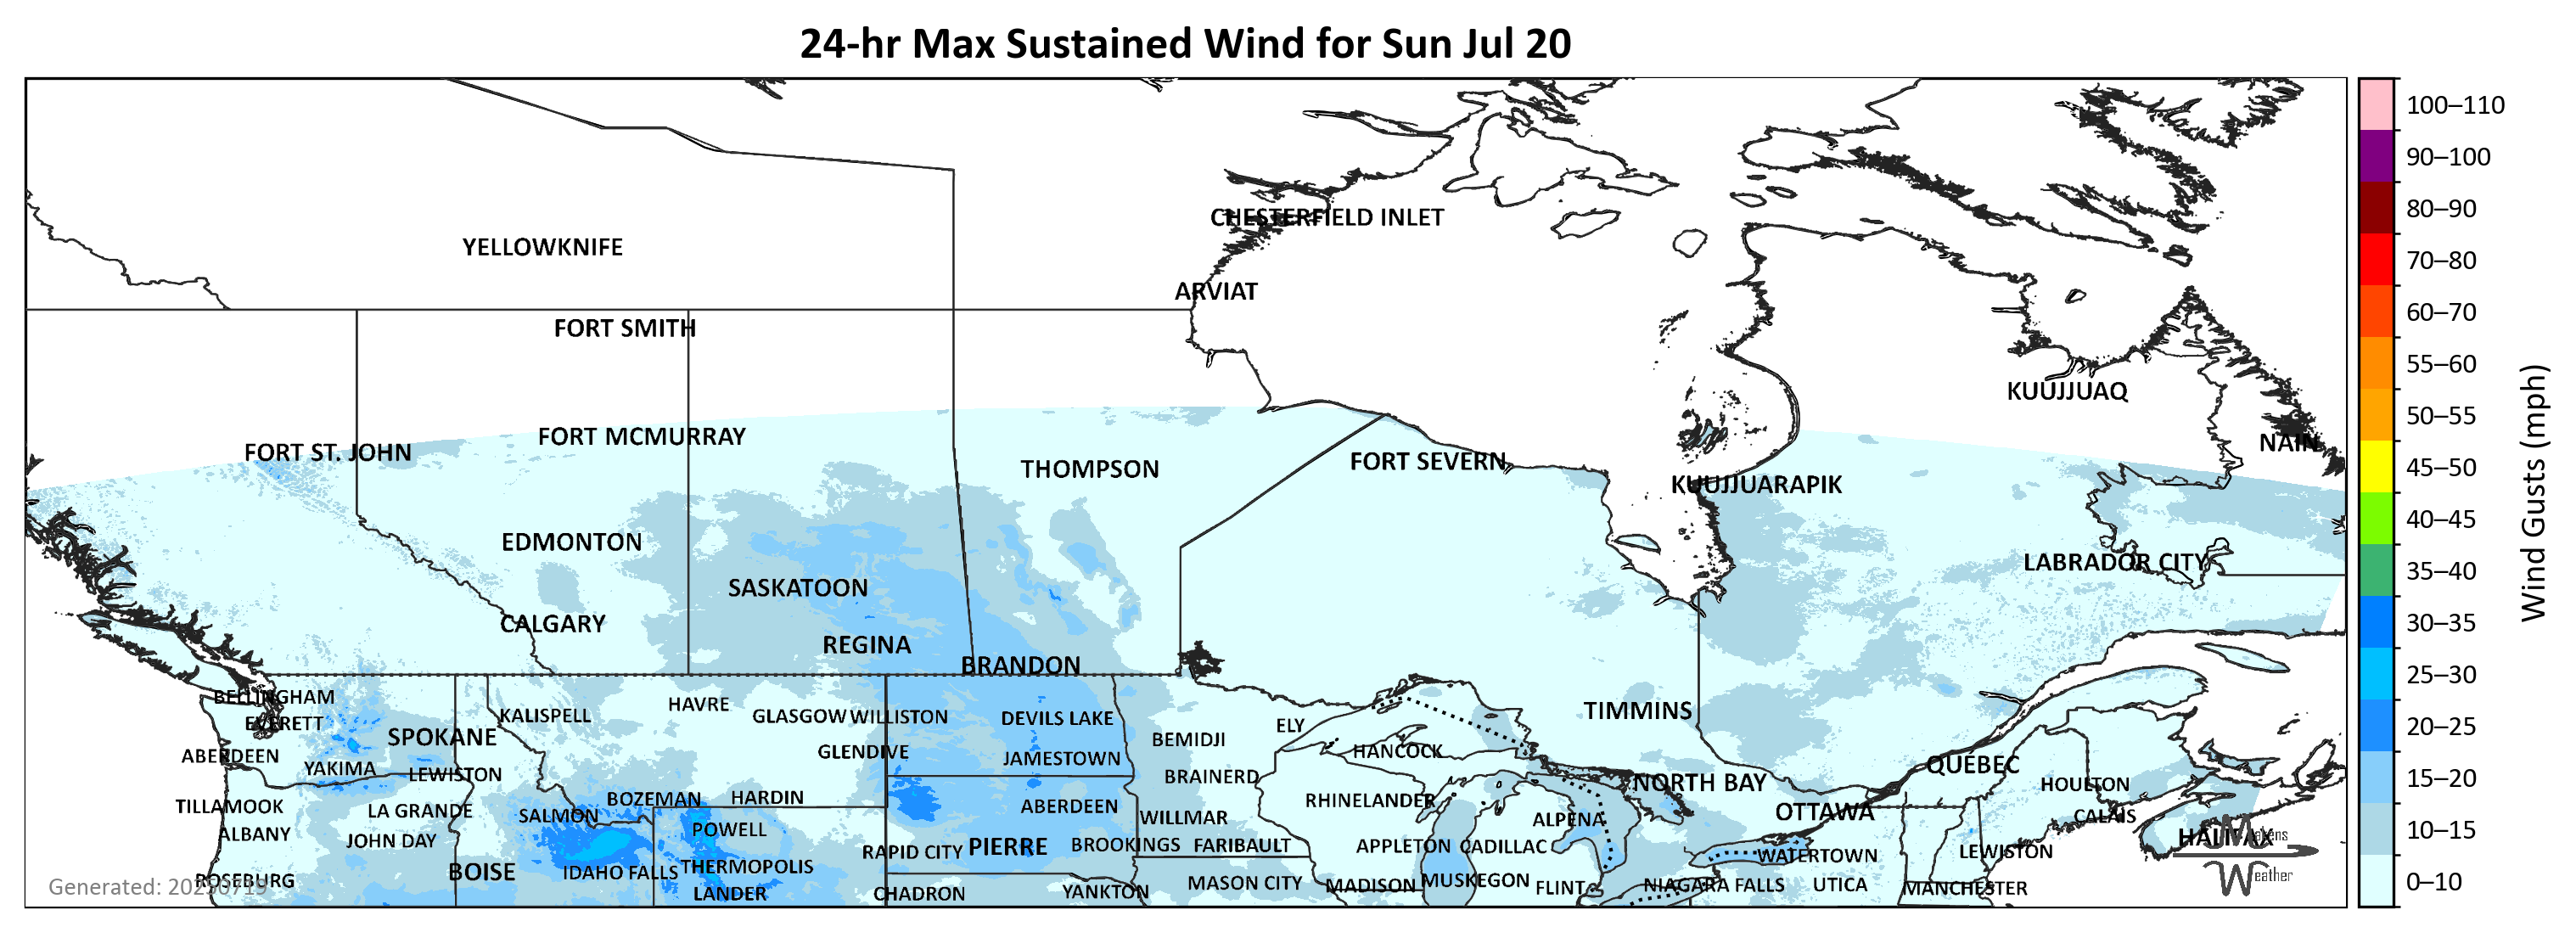 24-hr Max Sustained Wind for Sun Jul 20
100–110
90–100
80–90
70–80
60–70
55–60
50–55
45–50
40–45
35–40
30–35
25–30
20–25
15–20
10–15
0–10
Wind Gusts (mph)
CHESTERFIELD INLET
YELLOWKNIFE
ARVIAT
FORT SMITH
KUUJJUAQ
FORT MCMURRAY
NAIN
FORT ST. JOHN
FORT SEVERN
THOMPSON
KUUJJUARAPIK
EDMONTON
LABRADOR CITY
SASKATOON
CALGARY
REGINA
BRANDON
BELLINGHAM
HAVRE
TIMMINS
KALISPELL
GLASGOW
WILLISTON
DEVILS LAKE
EVERETT
ELY
SPOKANE
BEMIDJI
HANCOCK
GLENDIVE
ABERDEEN
JAMESTOWN
QUÉBEC
YAKIMA
LEWISTON
BRAINERD
NORTH BAY
HOULTON
BOZEMAN
HARDIN
RHINELANDER
TILLAMOOK
ABERDEEN
LA GRANDE
OTTAWA
SALMON
WILLMAR
CALAIS
ALPENA
POWELL
ALBANY
HALIFAX
JOHN DAY
PIERRE
BROOKINGS
FARIBAULT
APPLETON
CADILLAC
RAPID CITY
LEWISTON
WATERTOWN
THERMOPOLIS
BOISE
IDAHO FALLS
ROSEBURG
MUSKEGON
MASON CITY
MADISON
FLINT
NIAGARA FALLS
UTICA
MANCHESTER
YANKTON
LANDER
CHADRON
Generated: 20250719
Makens
Weather